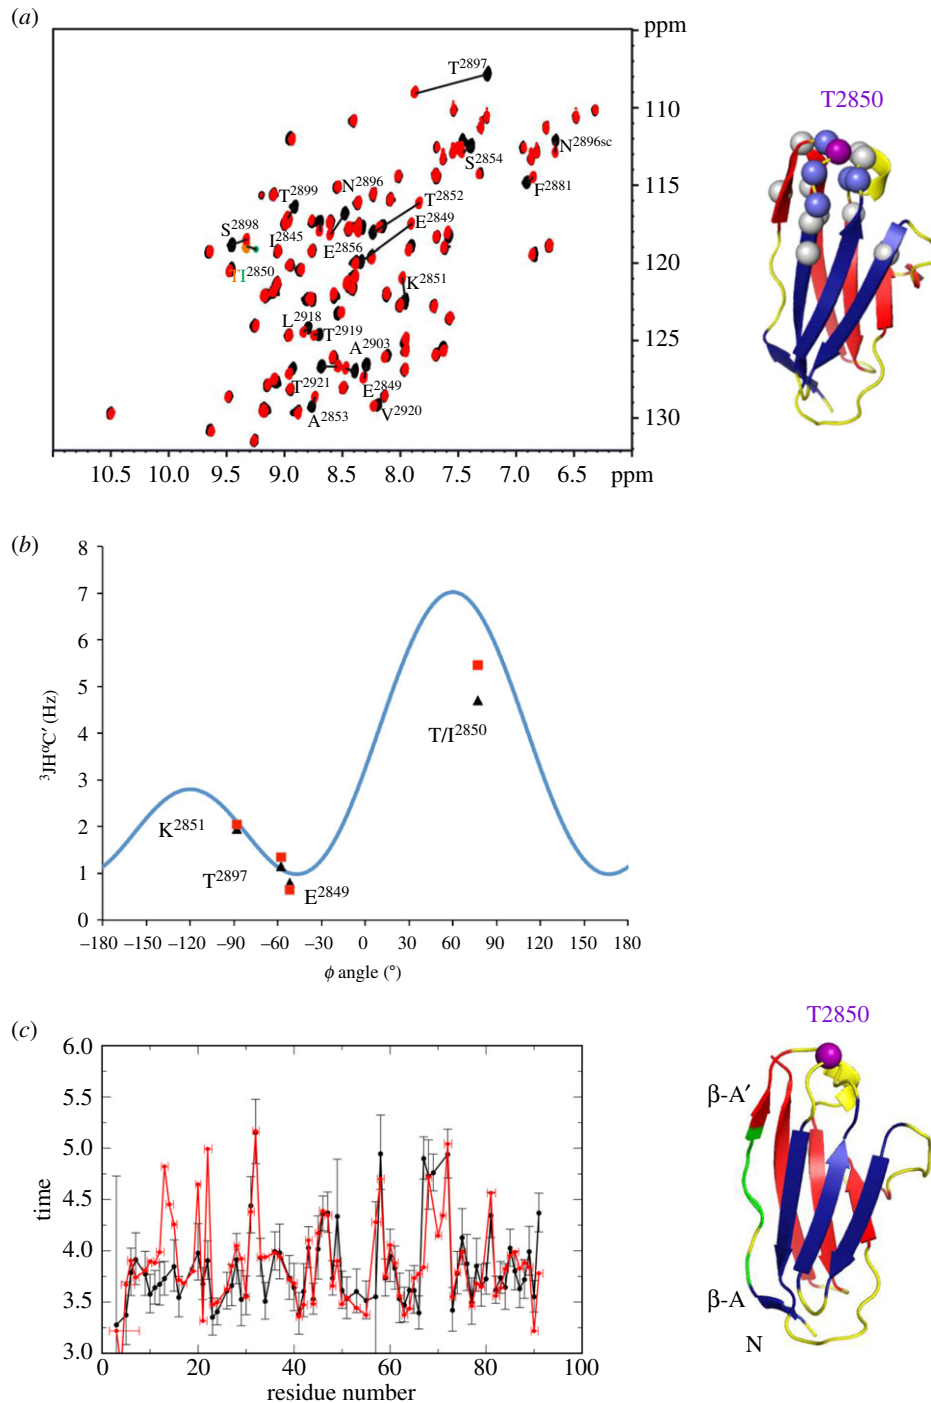 (a)
ppm
T2897
T2850
110
S2854
N2896sc
N2896
T2899
F2881
115
T2852
S2898
E2849
I2845
E2856
120
TI2850
K2851
L2918
T2919
A2903
125
T2921
E2849
A2853
V2920
130
10.5 10.0 9.5 9.0 8.5 8.0 7.5 7.0 6.5 ppm
(b)
8
7
6
5
4
3
2
1
0
3JHαC′ (Hz)
T/I2850
K2851
T2897
E2849
–180 –150 –120 –90 –60 –30 0 30 60 90 120 150 180
ϕ angle (°)
(c)
T2850
6.0
5.5
5.0
4.5
4.0
3.5
3.0
time
β-A′
β-A
N
0 20 40 60 80 100
residue number